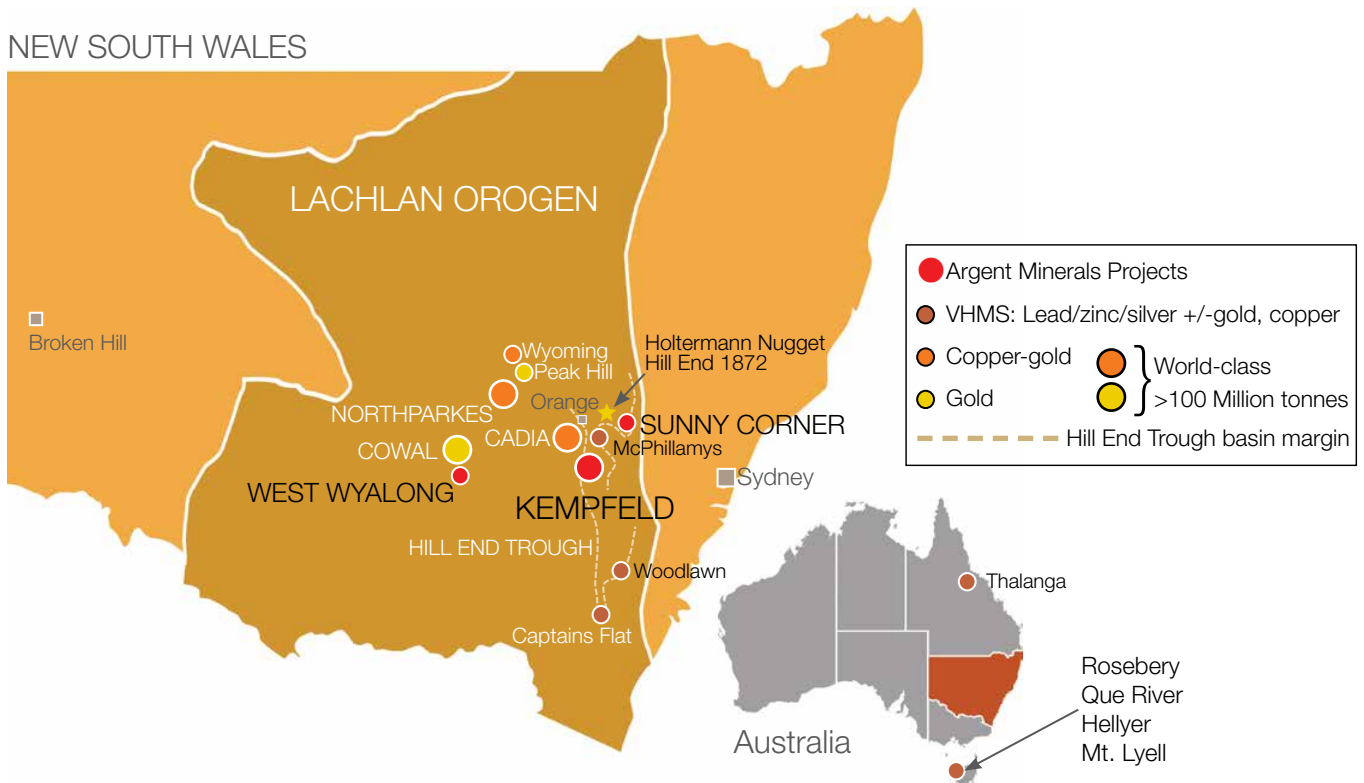 NEW SOUTH WALES
LACHLAN OROGEN
Broken Hill
Wyoming
Peak Hill
Holtermann Nugget
Hill End 1872
NORTHPARKES
Orange
SUNNY CORNER
CADIA
McPhillamys
COWAL
WEST WYALONG
KEMPFELD
Sydney
HILL END TROUGH
Woodlawn
Captains Flat
Argent Minerals Projects
VHMS: Lead/zinc/silver +/-gold, copper
Copper-gold
World-class
Gold
>100 Million tonnes
Hill End Trough basin margin
Thalanga
Rosebery
Que River
Hellyer
Mt. Lyell
Australia